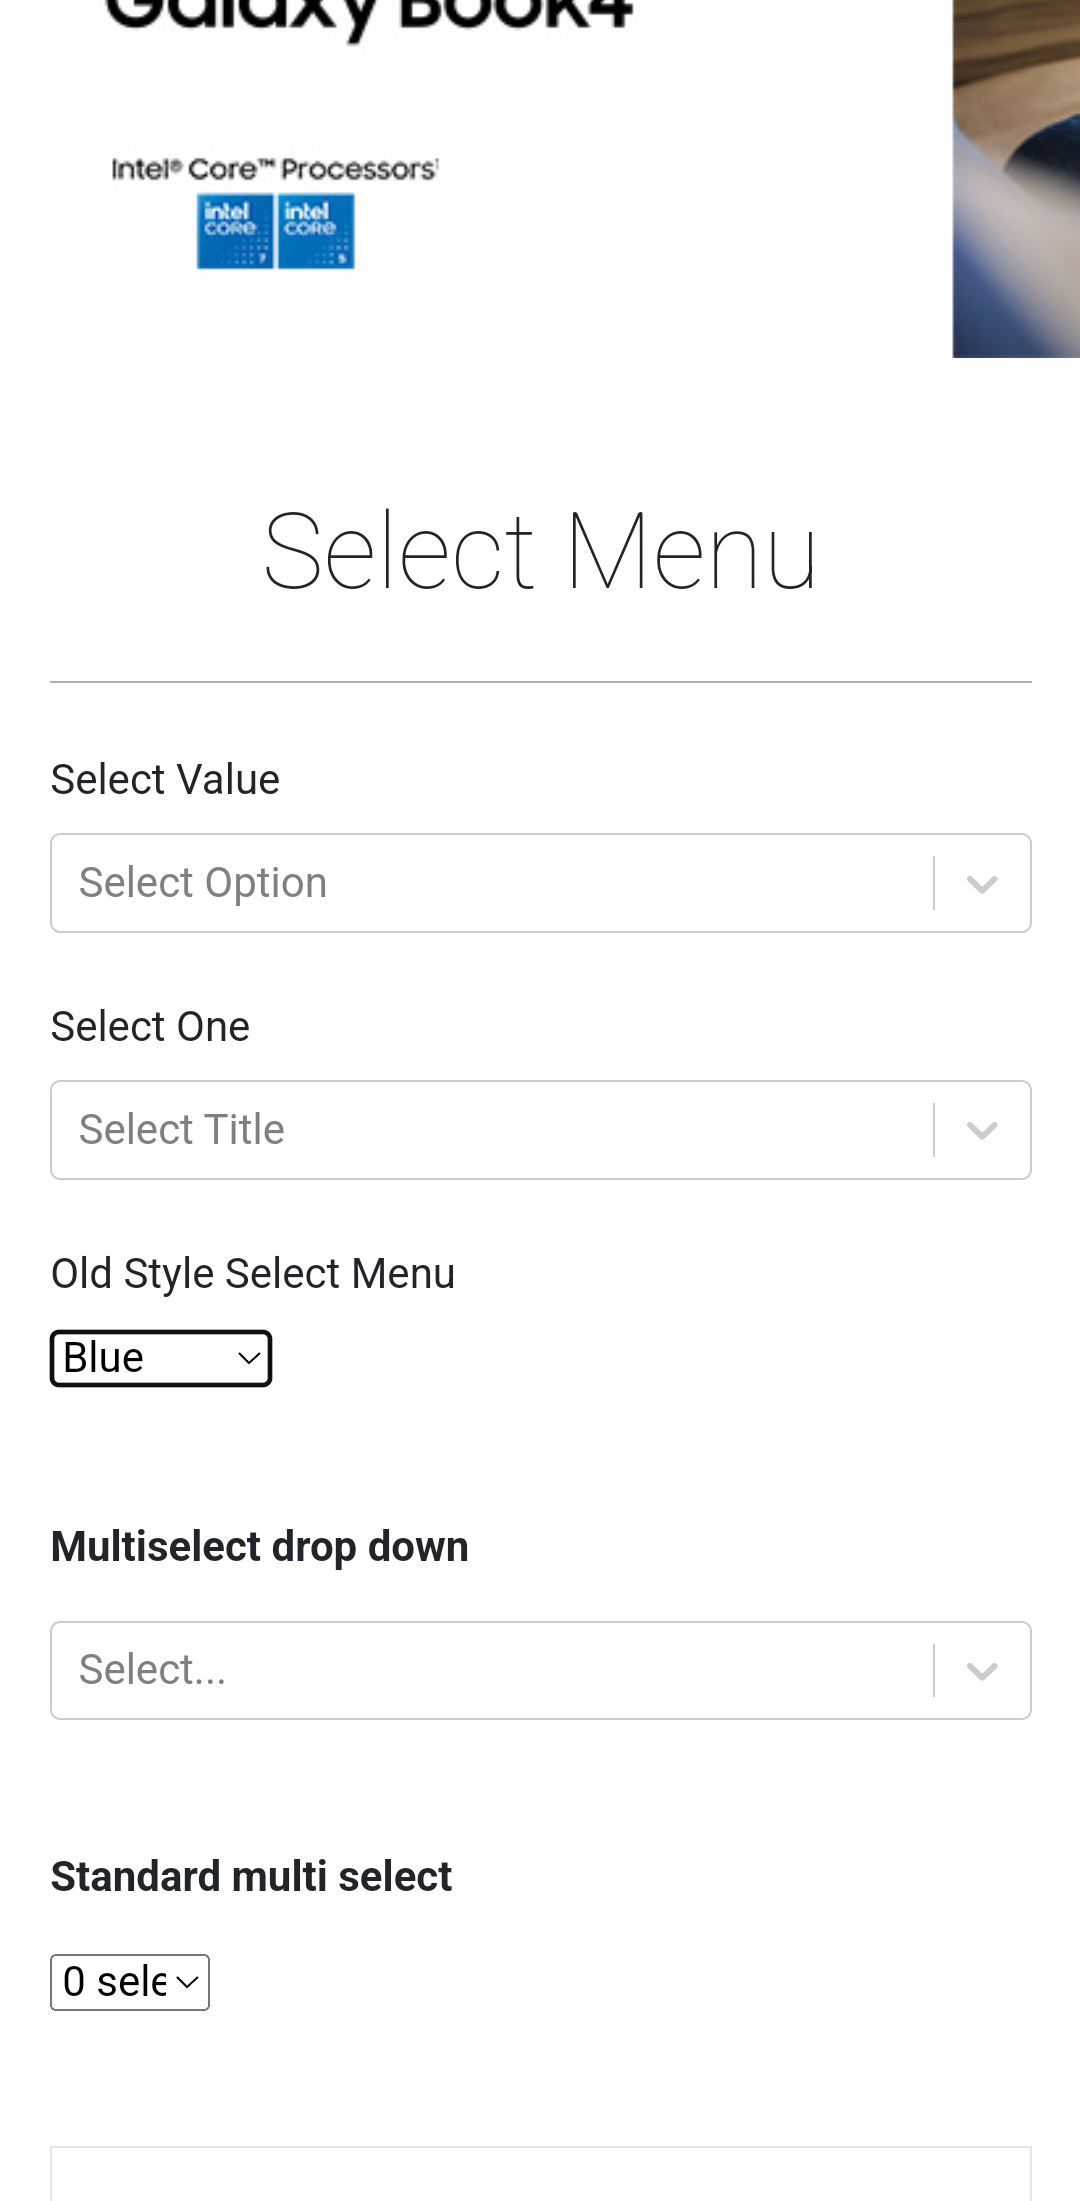 Galaxy Book4
Intel® Core™ Processors¹
intel
CORE
7
intel
CORE
5
Select Menu
Select Value
Select Option
Select One
Select Title
Old Style Select Menu
Blue
Multiselect drop down
Select...
Standard multi select
0 sele